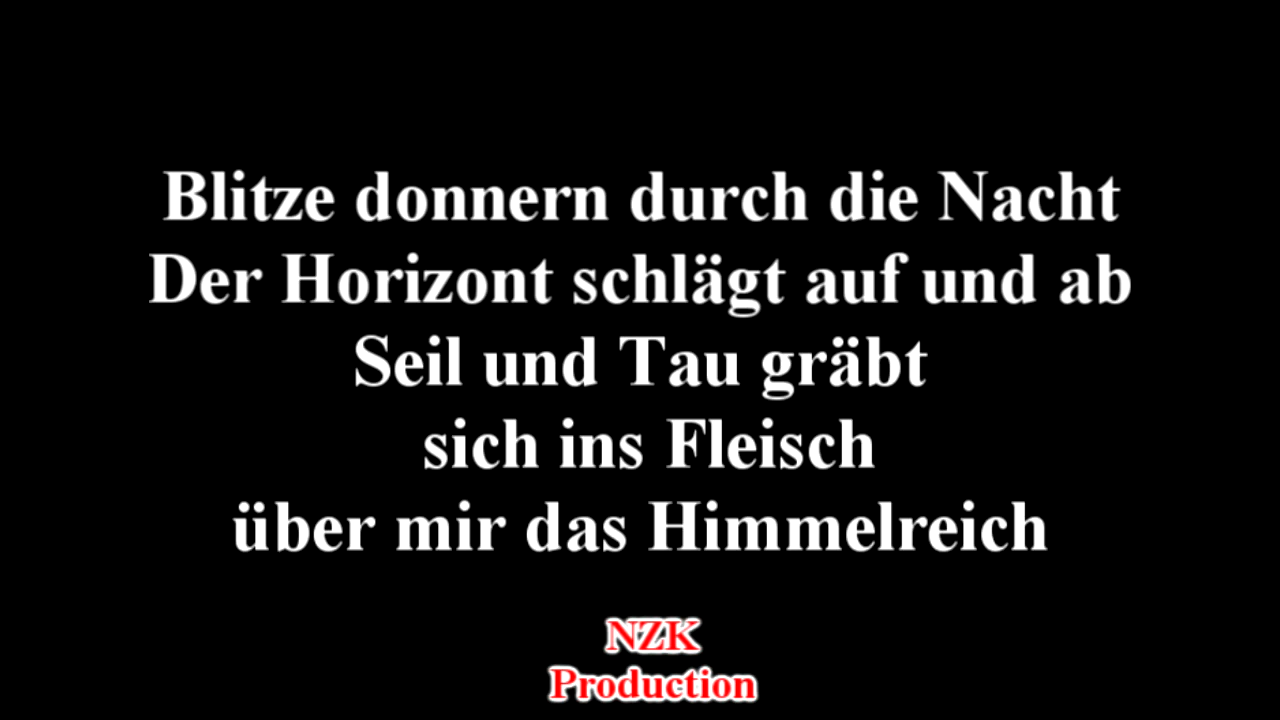 Blitze donnern durch die Nacht
Der Horizont schlägt auf und ab
Seil und Tau gräbt
sich ins Fleisch
über mir das Himmelreich
NZK
Production